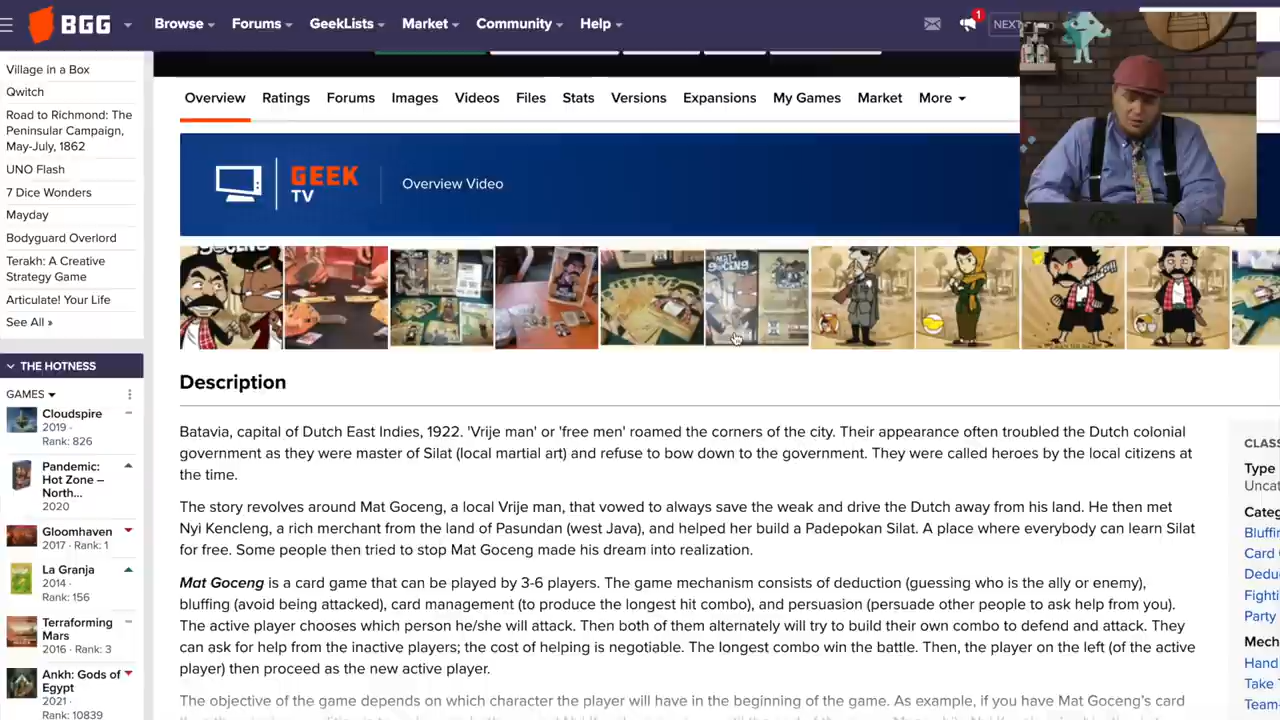 BGG
Browse
Forums
GeekLists
Market
Community
Help
1
NEXT
Village in a Box
Qwitch
Road to Richmond: The
Peninsular Campaign,
May-July, 1862
UNO Flash
7 Dice Wonders
Mayday
Bodyguard Overlord
Terakh: A Creative
Strategy Game
Articulate! Your Life
See All »
THE HOTNESS
GAMES
Cloudspire
2019 ·
Rank: 826
Pandemic:
Hot Zone –
North...
2020
Gloomhaven
2017 · Rank: 1
La Granja
2014 ·
Rank: 156
Terraforming
Mars
2016 · Rank: 3
Ankh: Gods of
Egypt
2021 ·
Rank: 10839
Overview Ratings Forums Images Videos Files Stats Versions Expansions My Games Market More
GEEK
TV
Overview Video
GOCENG
MAT
GOCENG
Description
Batavia, capital of Dutch East Indies, 1922. 'Vrije man' or 'free men' roamed the corners of the city. Their appearance often troubled the Dutch colonial
government as they were master of Silat (local martial art) and refuse to bow down to the government. They were called heroes by the local citizens at
the time.
The story revolves around Mat Goceng, a local Vrije man, that vowed to always save the weak and drive the Dutch away from his land. He then met
Nyi Kencleng, a rich merchant from the land of Pasundan (west Java), and helped her build a Padepokan Silat. A place where everybody can learn Silat
for free. Some people then tried to stop Mat Goceng made his dream into realization.
Mat Goceng is a card game that can be played by 3-6 players. The game mechanism consists of deduction (guessing who is the ally or enemy),
bluffing (avoid being attacked), card management (to produce the longest hit combo), and persuasion (persuade other people to ask help from you).
The active player chooses which person he/she will attack. Then both of them alternately will try to build their own combo to defend and attack. They
can ask for help from the inactive players; the cost of helping is negotiable. The longest combo win the battle. Then, the player on the left (of the active
player) then proceed as the new active player.
The objective of the game depends on which character the player will have in the beginning of the game. As example, if you have Mat Goceng's card
CLASS
Type
Uncat
Categ
Bluffin
Card
Dedu
Fighti
Party
Mech
Hand
Take
Team